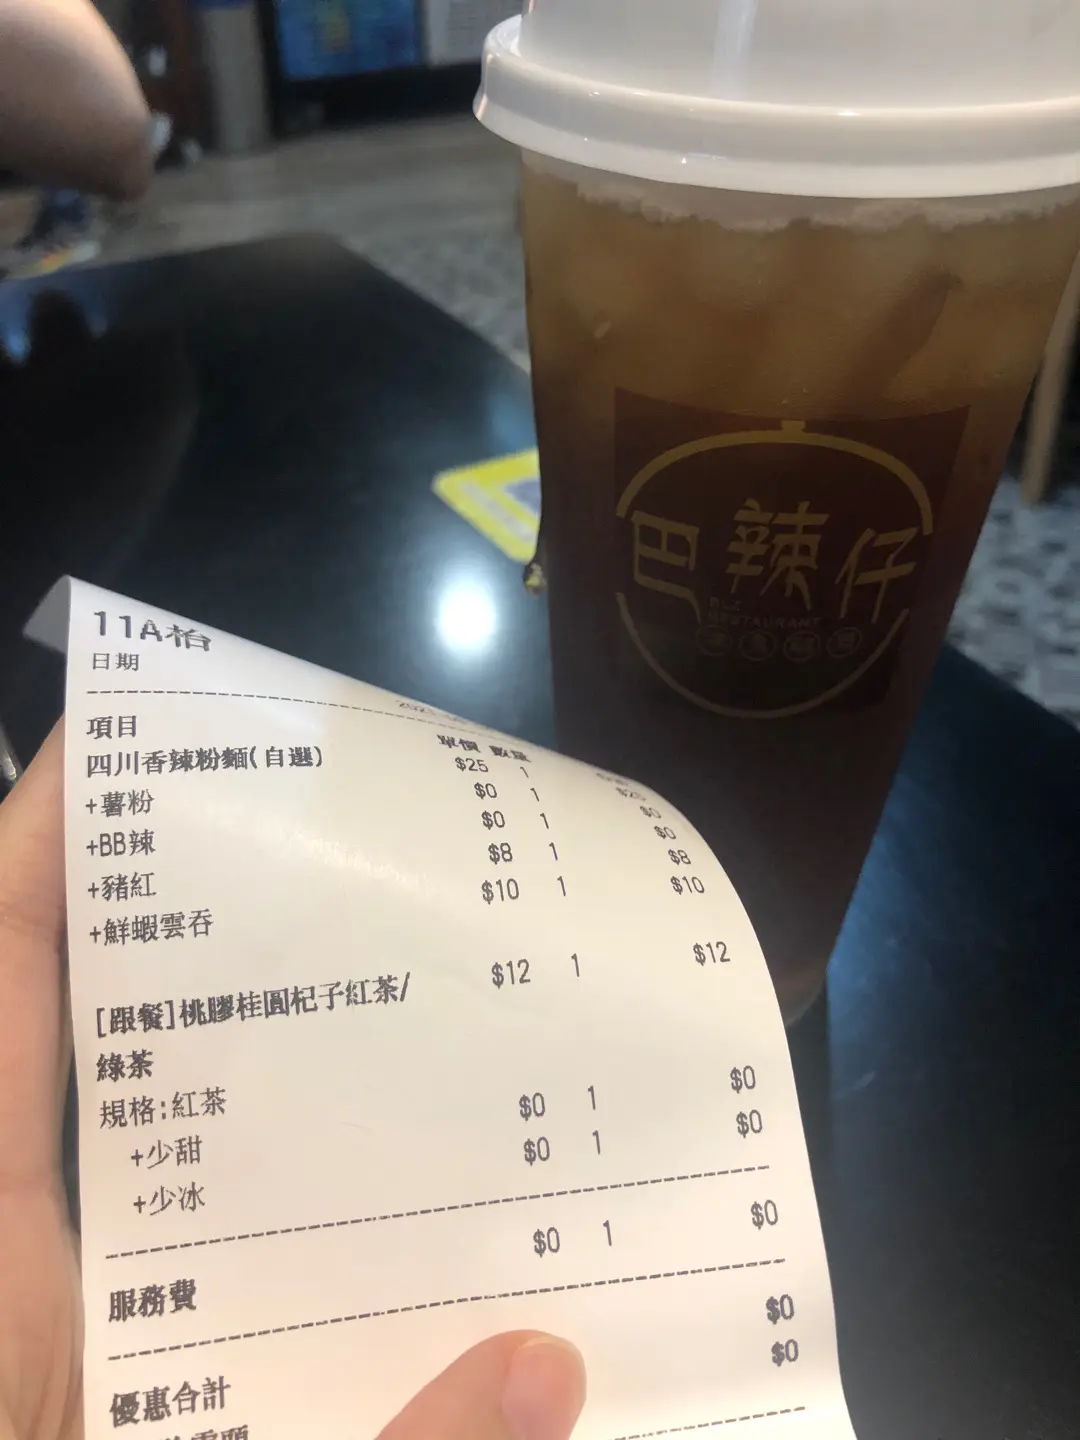 巴辣仔
RESTAURANT
11A枱
日期
項目 單價 數量
四川香辣粉麵(自選) $25 1 $25
+薯粉 $0 1 $0
+BB辣 $0 1 $0
+豬紅 $8 1 $8
+鮮蝦雲吞 $10 1 $10
[跟餐]桃膠桂圓杞子紅茶/ $12 1 $12
綠茶
規格:紅茶 $0 1 $0
+少甜 $0 1 $0
+少冰
服務費 $0 1 $0
$0
優惠合計 $0